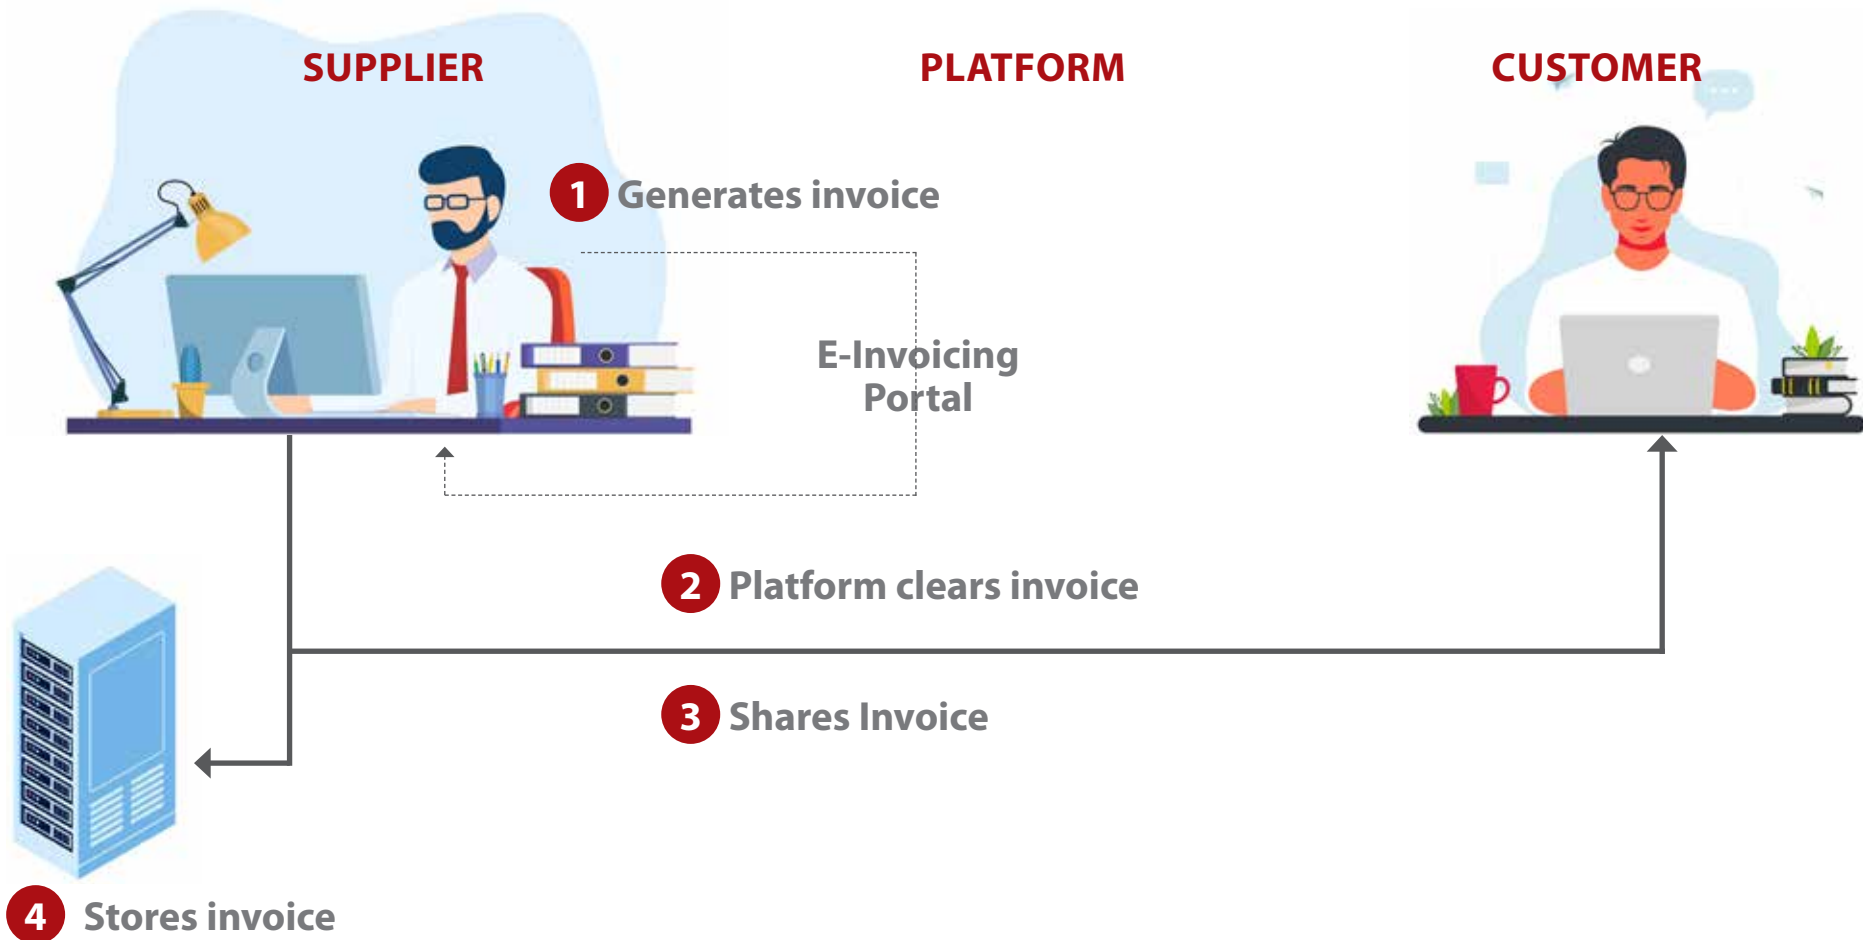 SUPPLIER
PLATFORM
CUSTOMER
1 Generates invoice
E-Invoicing
Portal
2 Platform clears invoice
3 Shares Invoice
4 Stores invoice